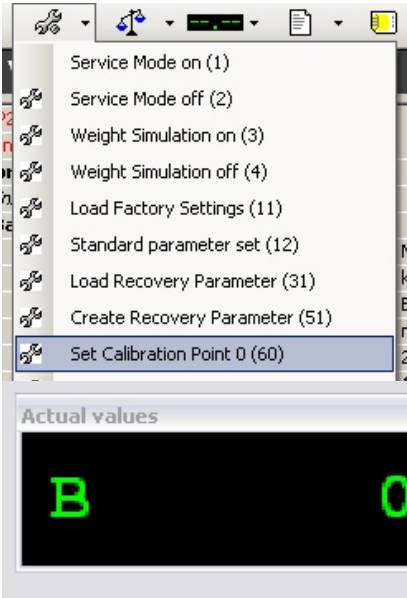 --.--
Service Mode on (1)
Service Mode off (2)
Weight Simulation on (3)
Weight Simulation off (4)
Load Factory Settings (11)
Standard parameter set (12)
Load Recovery Parameter (31)
Create Recovery Parameter (51)
Set Calibration Point 0 (60)
Actual values
B 0